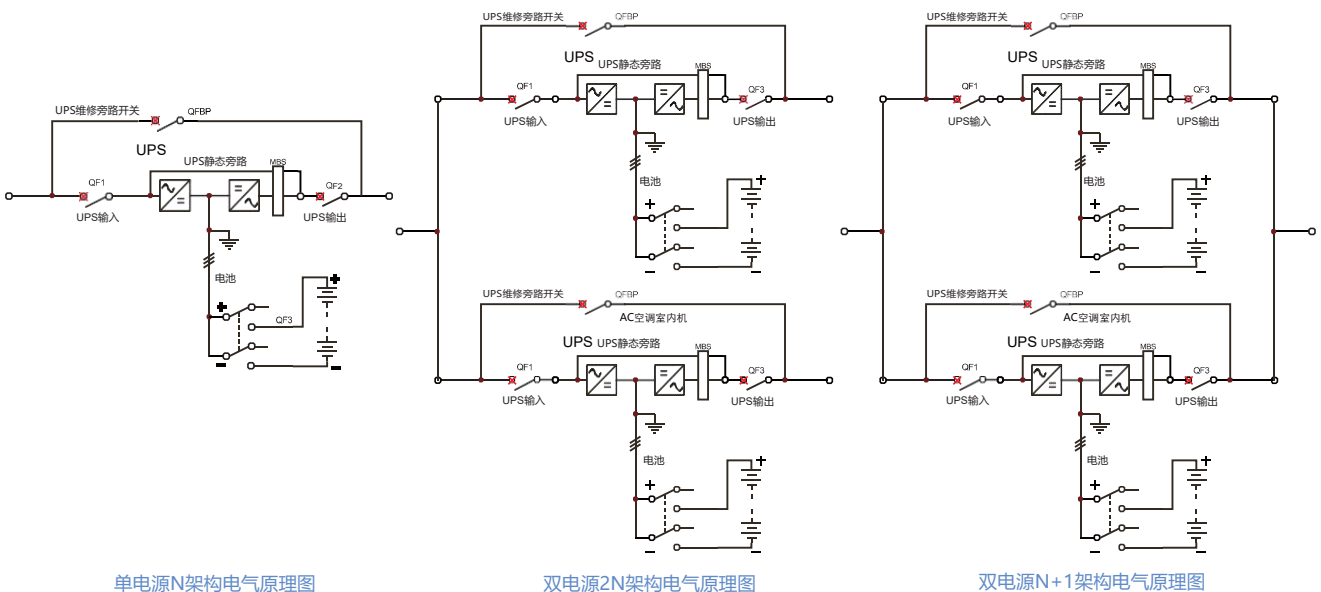 UPS维修旁路开关
QFBP
UPS
UPS静态旁路
MBS
QF1
QF2
UPS输入
UPS输出
电池
+
QF3
+
-
-
单电源N架构电气原理图
UPS维修旁路开关
QFBP
UPS
UPS静态旁路
MBS
QF1
QF3
UPS输入
UPS输出
电池
+
+
-
-
UPS维修旁路开关
QFBP
AC空调室内机
UPS
UPS静态旁路
MBS
QF1
QF3
UPS输入
UPS输出
电池
+
+
-
-
双电源2N架构电气原理图
UPS维修旁路开关
QFBP
UPS
UPS静态旁路
MBS
QF1
QF3
UPS输入
UPS输出
电池
+
+
-
-
UPS维修旁路开关
QFBP
AC空调室内机
UPS
UPS静态旁路
MBS
QF1
QF3
UPS输入
UPS输出
电池
+
+
-
-
双电源N+1架构电气原理图